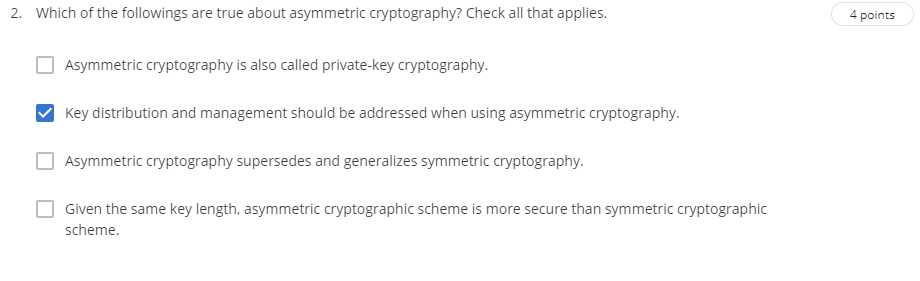 2. Which of the followings are true about asymmetric cryptography? Check all that applies.
4 points
Asymmetric cryptography is also called private-key cryptography.
Key distribution and management should be addressed when using asymmetric cryptography.
Asymmetric cryptography supersedes and generalizes symmetric cryptography.
Given the same key length, asymmetric cryptographic scheme is more secure than symmetric cryptographic
scheme.